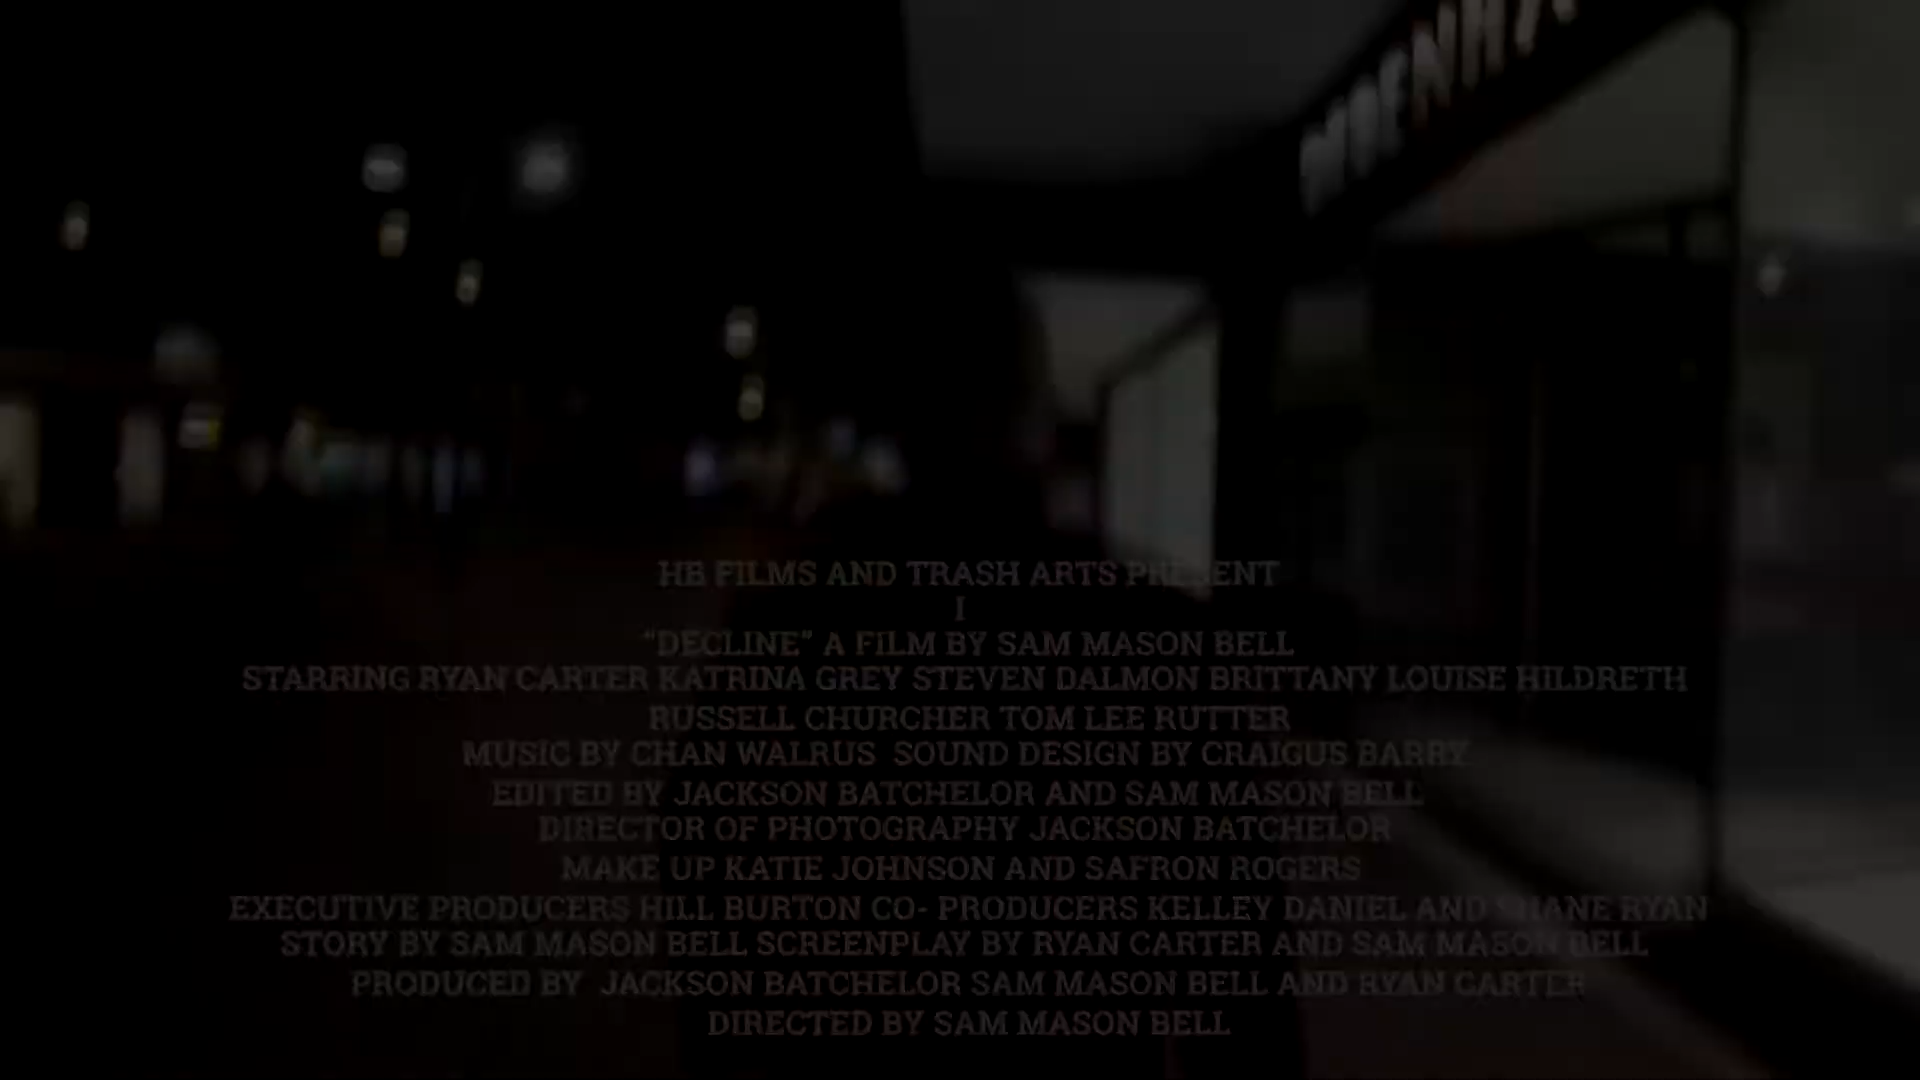 HB FILMS AND TRASH ARTS PRESENT
I
“DECLINE” A FILM BY SAM MASON BELL
STARRING RYAN CARTER KATRINA GREY STEVEN DALMON BRITTANY LOUISE HILDRETH
RUSSELL CHURCHER TOM LEE RUTTER
MUSIC BY CHAN WALRUS SOUND DESIGN BY CRAIGUS BARRY
EDITED BY JACKSON BATCHELOR AND SAM MASON BELL
DIRECTOR OF PHOTOGRAPHY JACKSON BATCHELOR
MAKE UP KATIE JOHNSON AND SAFRON ROGERS
EXECUTIVE PRODUCERS HILL BURTON CO- PRODUCERS KELLEY DANIEL AND SHANE RYAN
STORY BY SAM MASON BELL SCREENPLAY BY RYAN CARTER AND SAM MASON BELL
PRODUCED BY JACKSON BATCHELOR SAM MASON BELL AND RYAN CARTER
DIRECTED BY SAM MASON BELL